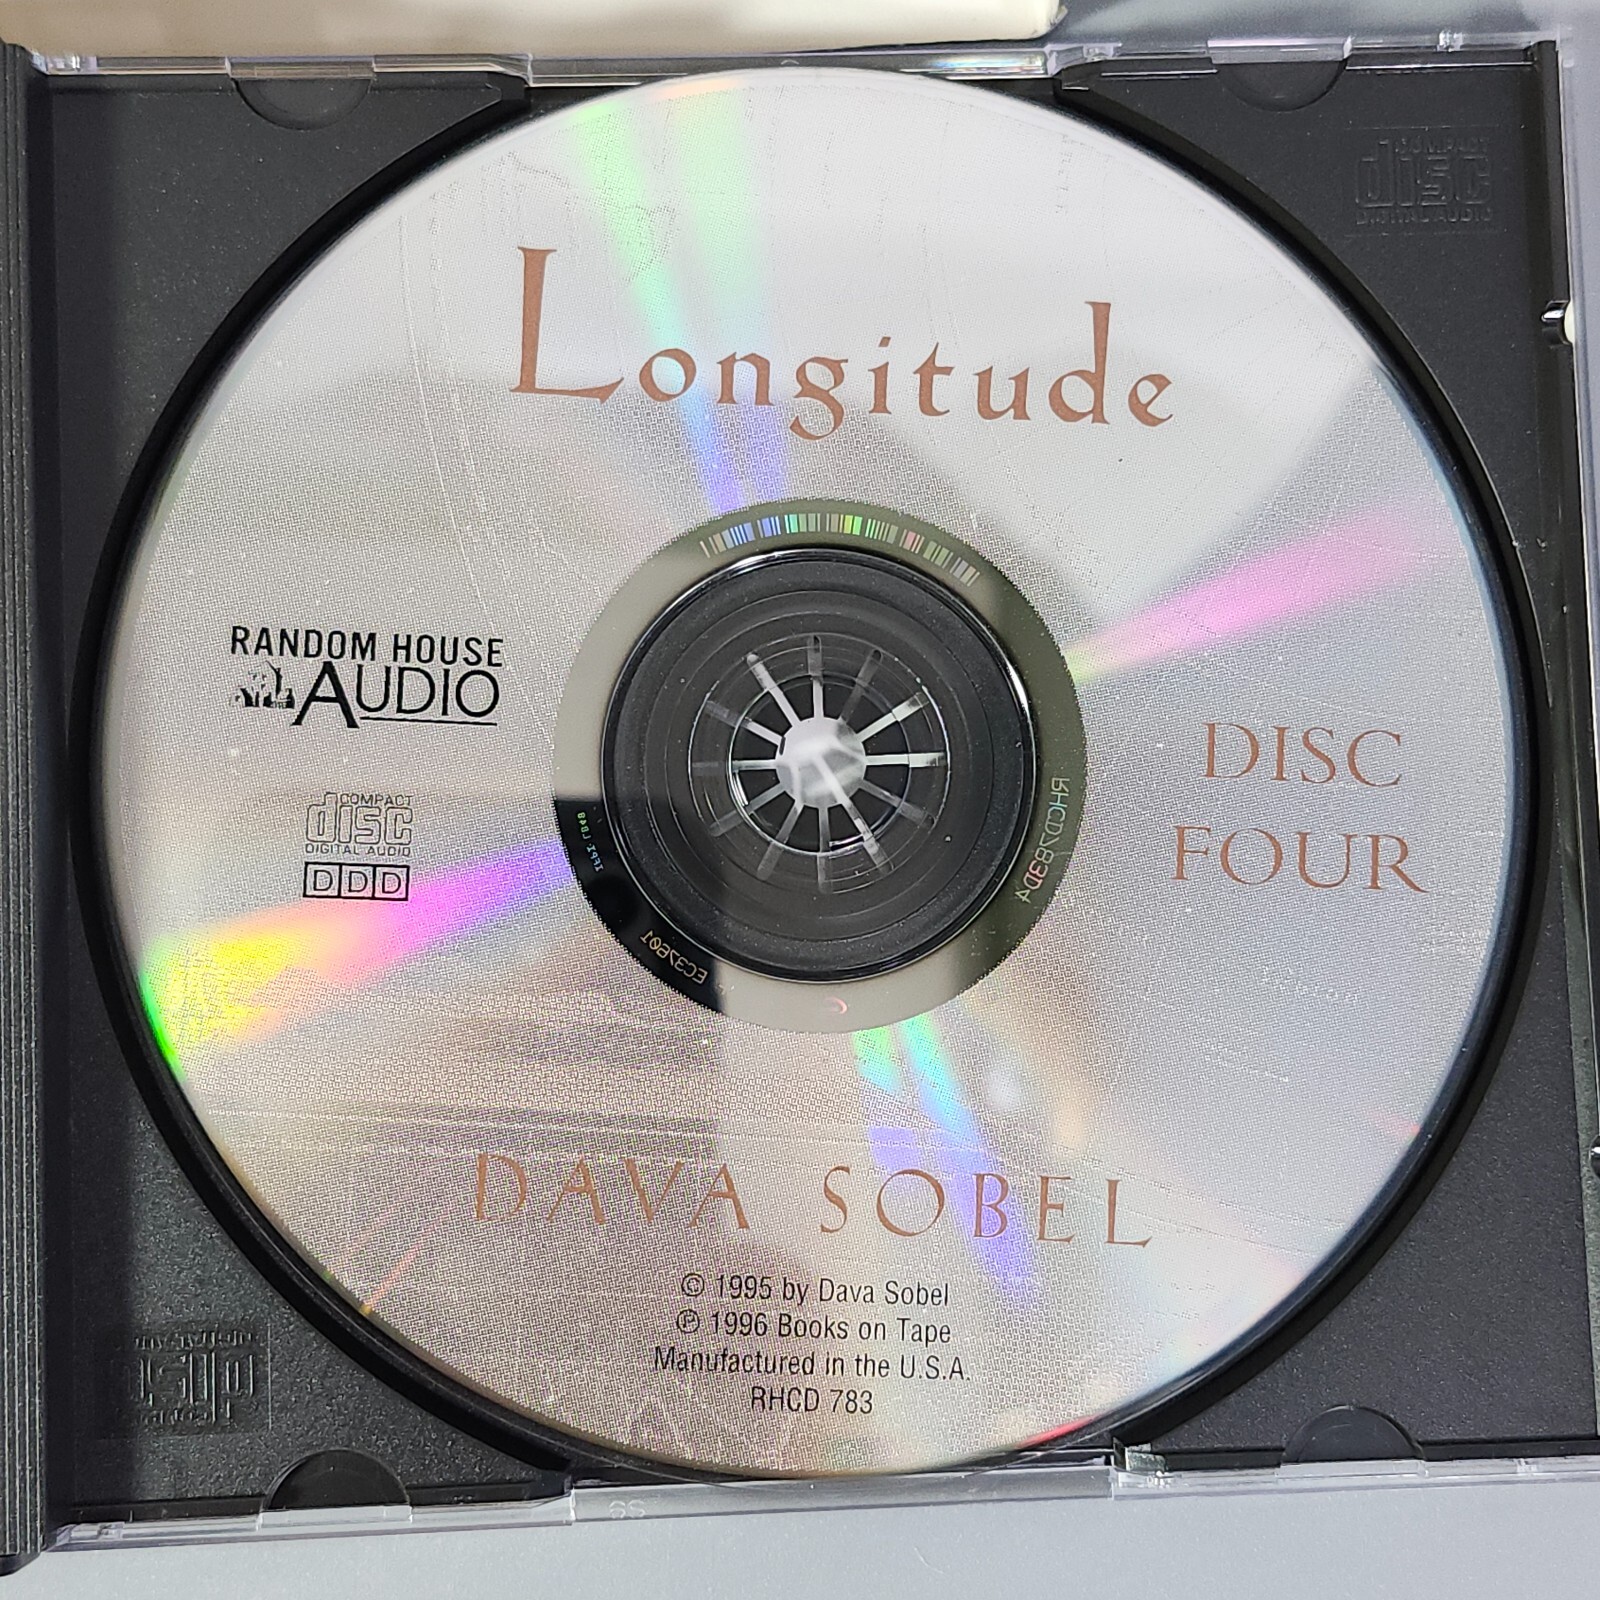 COMPACT
disc
DIGITAL AUDIO
Longitude
RANDOM HOUSE
AUDIO
COMPACT
disc
DIGITAL AUDIO
DDD
DISC
FOUR
RHCD783D4
DAVA SOBEL
© 1995 by Dava Sobel
℗ 1996 Books on Tape
Manufactured in the U.S.A.
RHCD 783